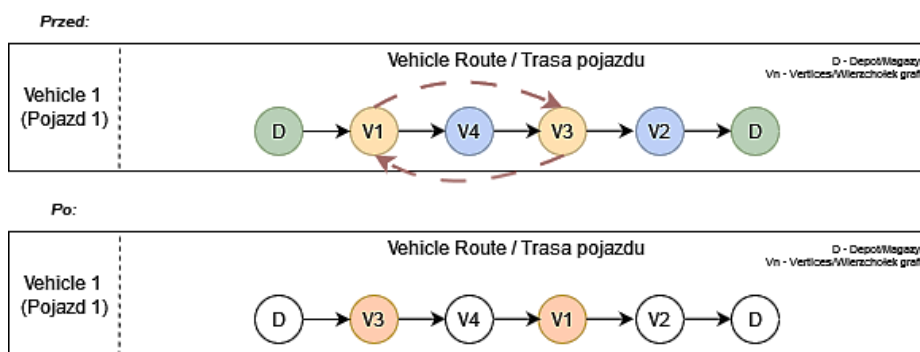 Przed:
Vehicle Route / Trasa pojazdu
D - Depot/Magazy
Vn - Vertices/Wierzchołek graf
Vehicle 1
(Pojazd 1)
D V1 V4 V3 V2 D
Po:
Vehicle Route / Trasa pojazdu
D - Depot/Magazy
Vn - Vertices/Wierzchołek graf
Vehicle 1
(Pojazd 1)
D V3 V4 V1 V2 D